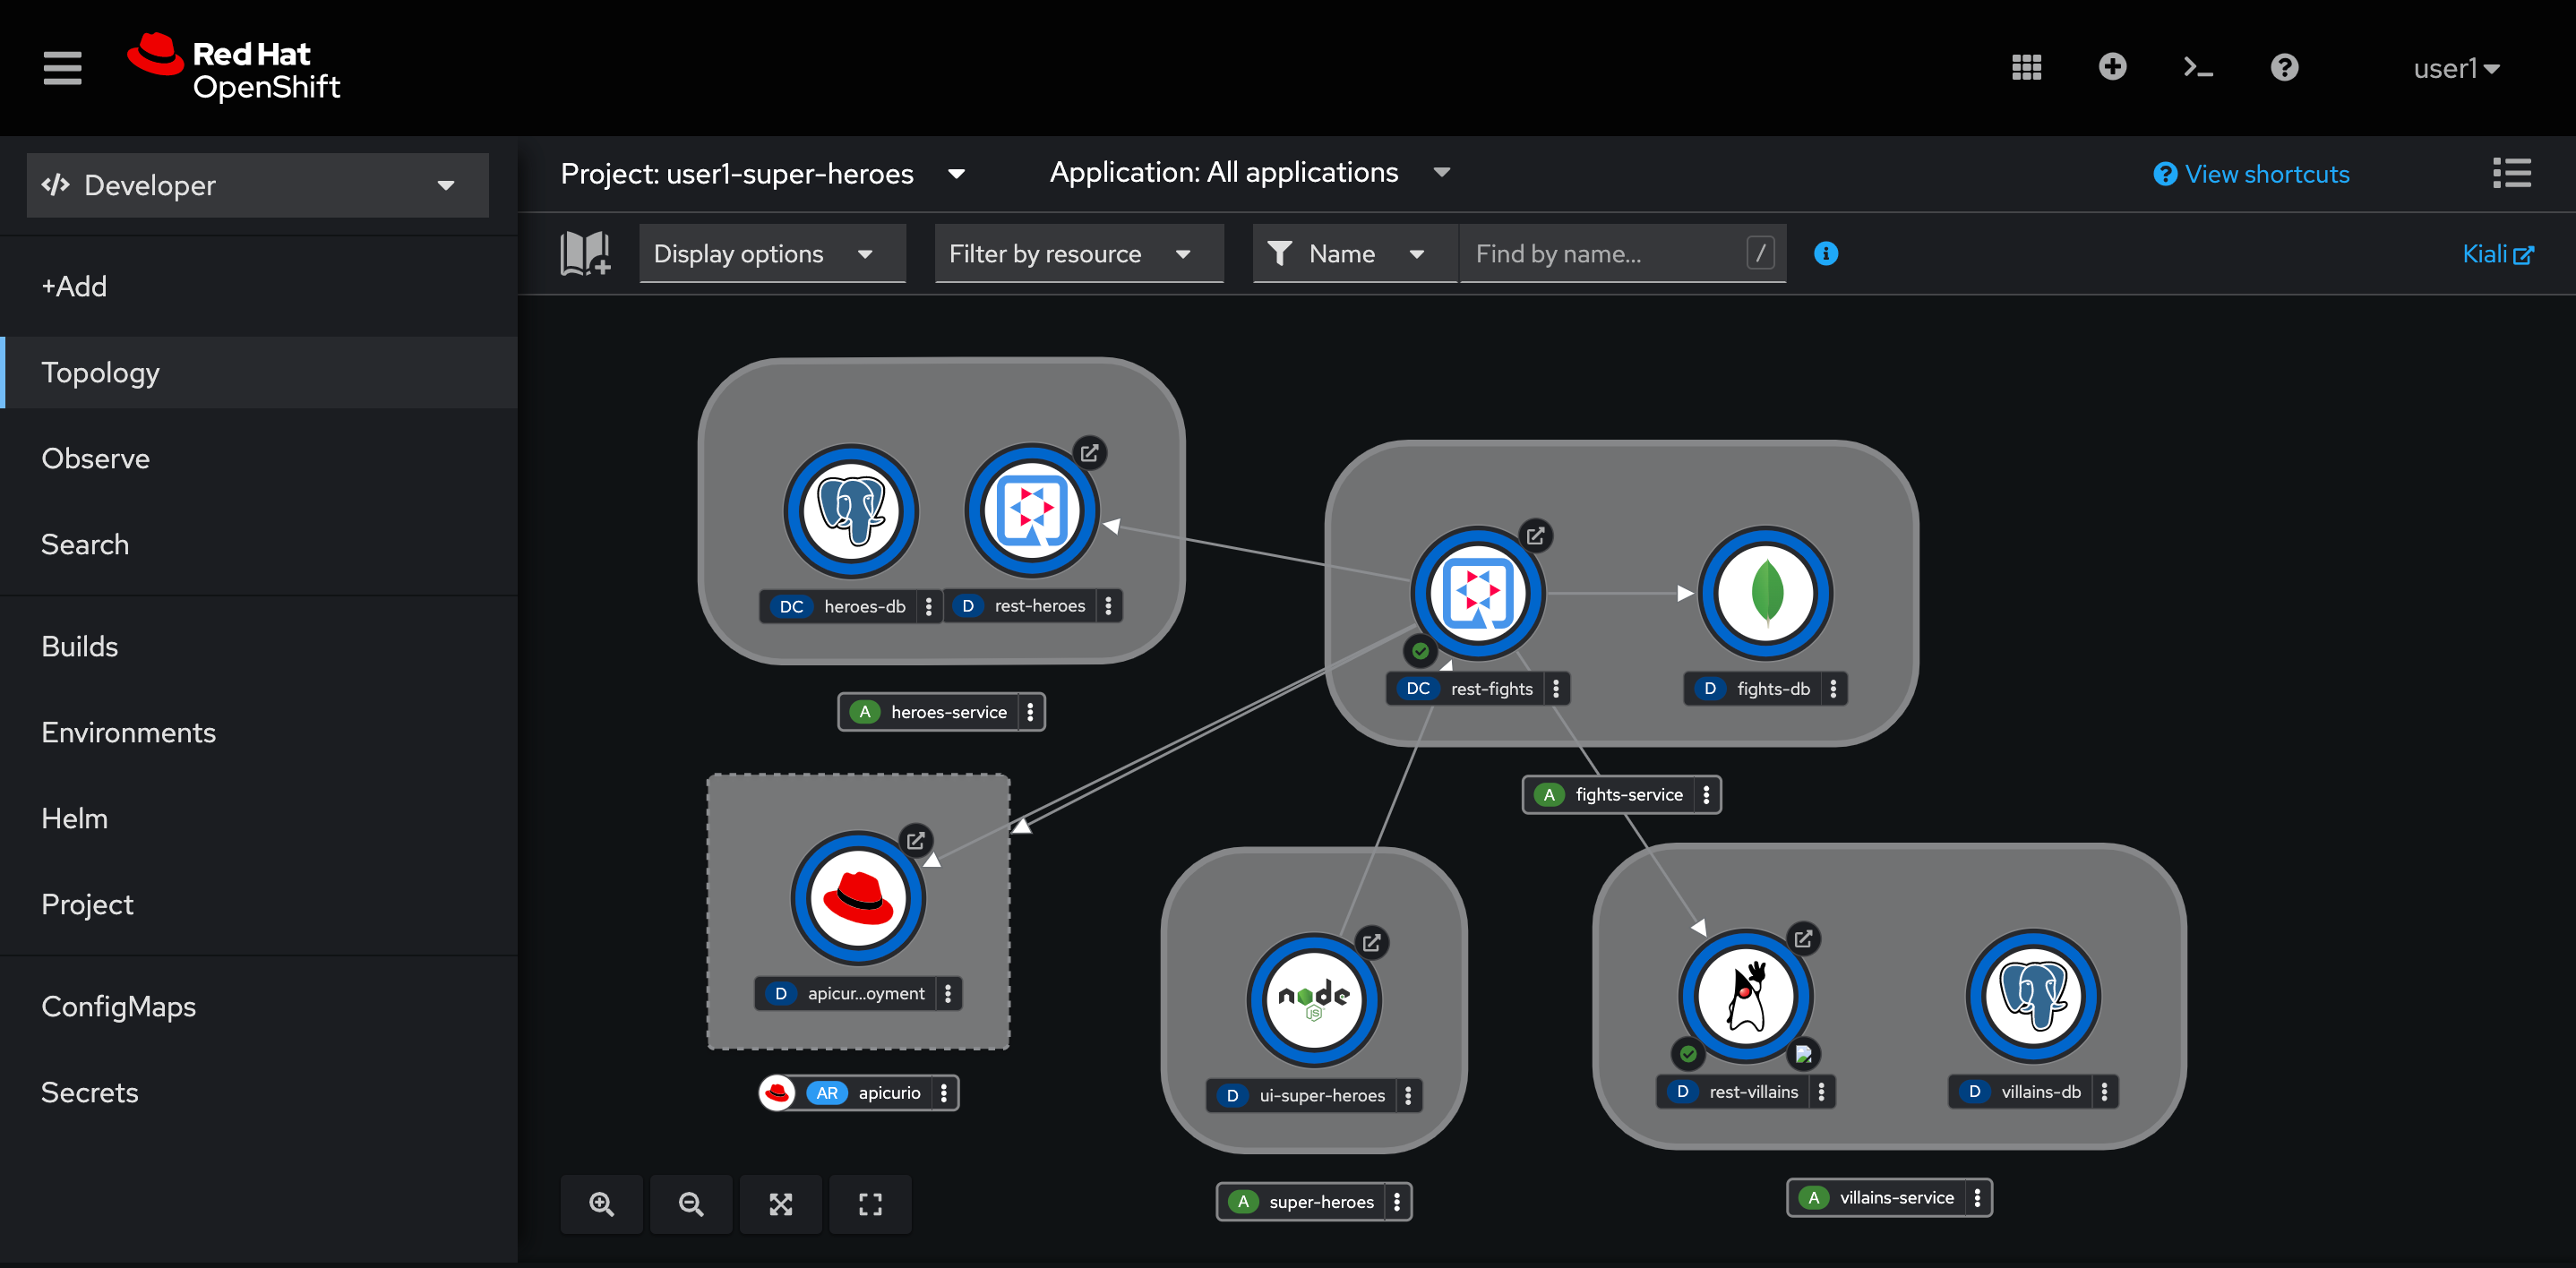 Red Hat
OpenShift
user1
Developer
+Add
Topology
Observe
Search
Builds
Environments
Helm
Project
ConfigMaps
Secrets
Project: user1-super-heroes
Application: All applications
View shortcuts
Display options
Filter by resource
Name
Find by name...
/
Kiali
DC heroes-db
D rest-heroes
A heroes-service
DC rest-fights
D fights-db
A fights-service
D apicur...oyment
AR apicurio
node
JS
D ui-super-heroes
A super-heroes
D rest-villains
D villains-db
A villains-service